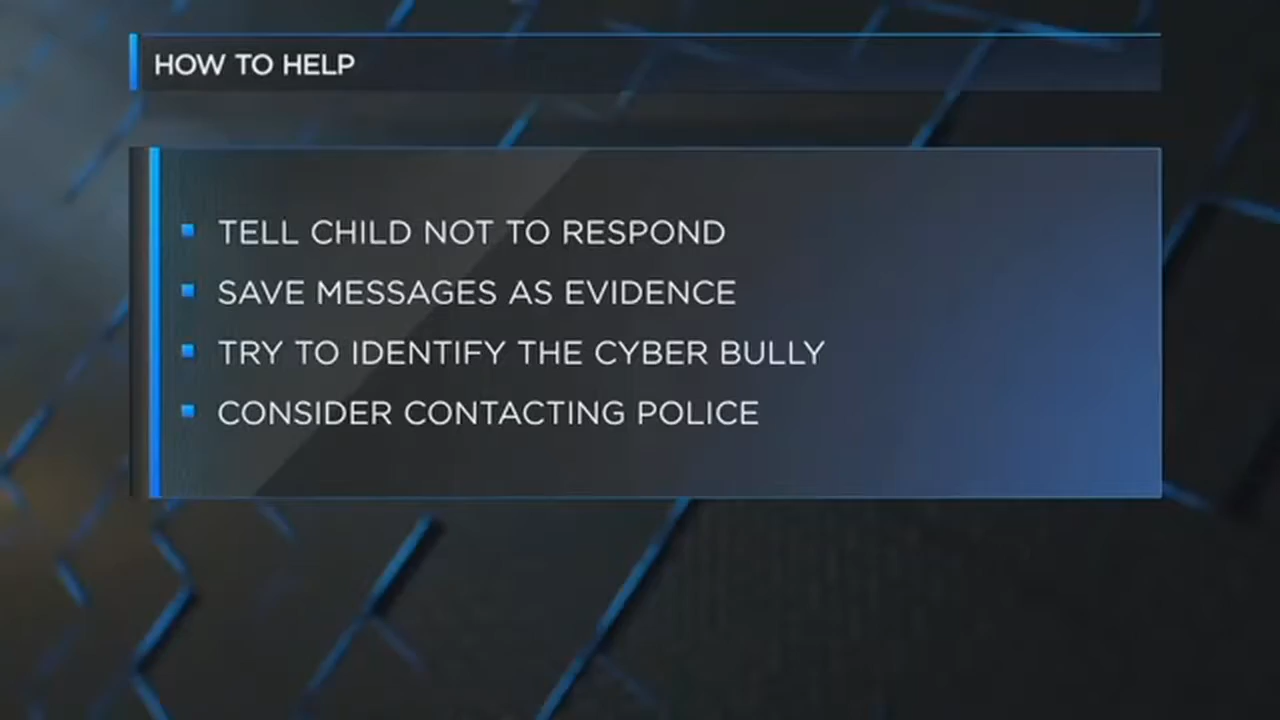 HOW TO HELP
TELL CHILD NOT TO RESPOND
SAVE MESSAGES AS EVIDENCE
TRY TO IDENTIFY THE CYBER BULLY
CONSIDER CONTACTING POLICE